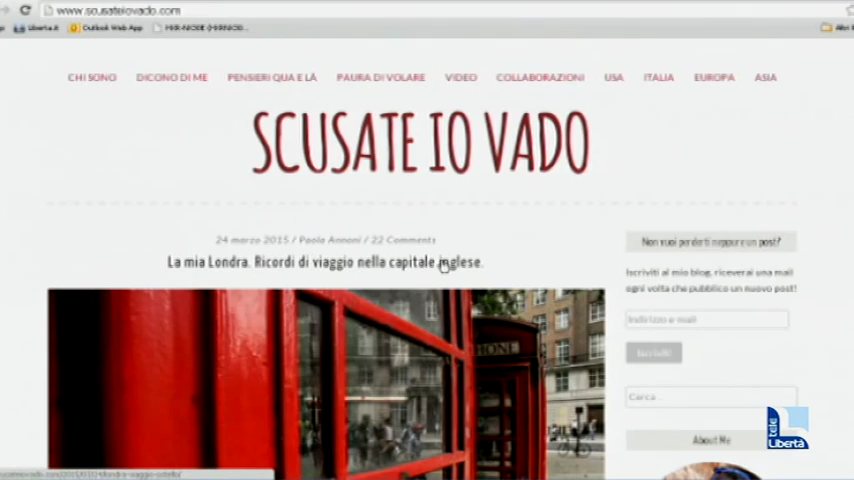 www.scusateiovado.com
Liberta.it Outlook Web App
CHI SONO DICONO DI ME PENSIERI QUA E LÀ PAURA DI VOLARE VIDEO COLLABORAZIONI USA ITALIA EUROPA ASIA
SCUSATE IO VADO
24 marzo 2015 / Paola Annoni / 22 Comments
La mia Londra. Ricordi di viaggio nella capitale inglese.
Non vuoi perderti neppure un post?
Iscriviti al mio blog, riceverai una mail
ogni volta che pubblico un nuovo post!
Indirizzo e-mail
Iscriviti
Cerca...
About Me
tele
Libertà